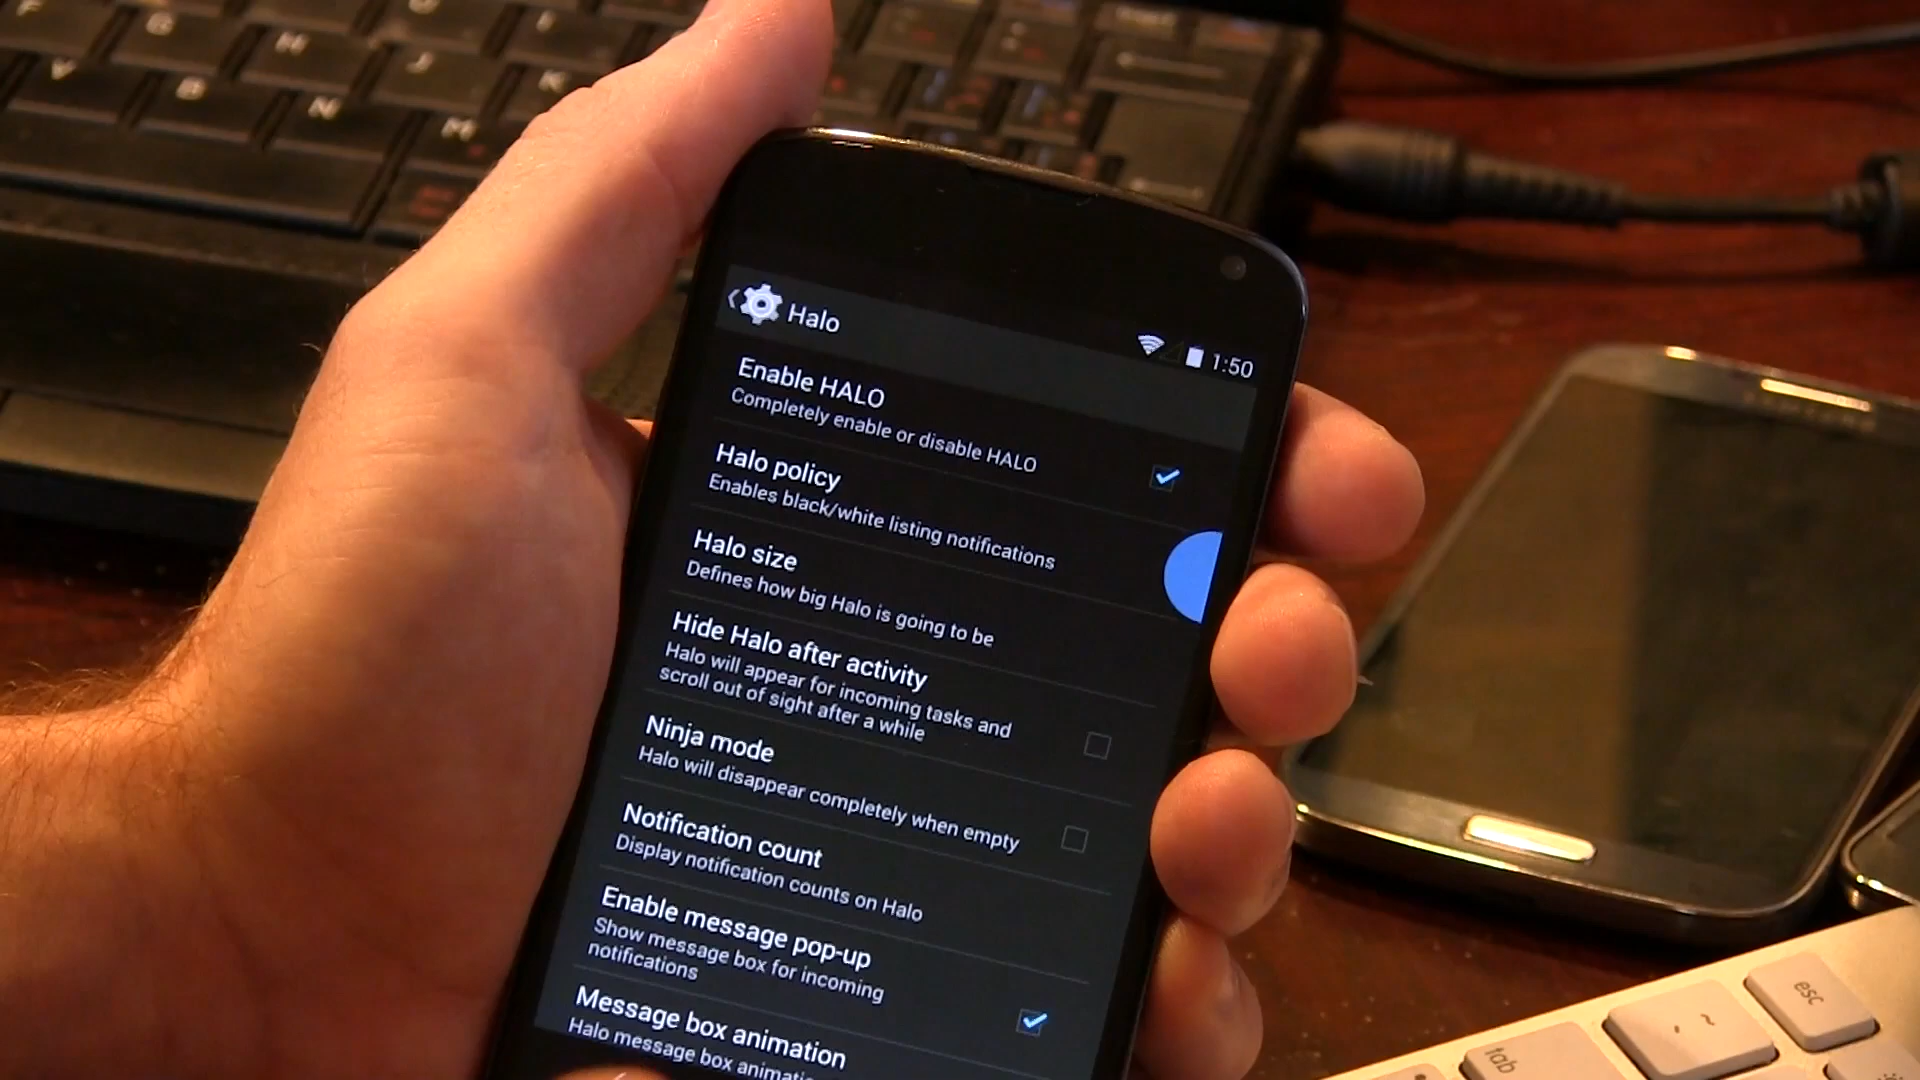 G
H
J
V
B
N
K
M
Halo
1:50
Enable HALO
Completely enable or disable HALO
Halo policy
Enables black/white listing notifications
Halo size
Defines how big Halo is going to be
Hide Halo after activity
Halo will appear for incoming tasks and
scroll out of sight after a while
Ninja mode
Halo will disappear completely when empty
Notification count
Display notification counts on Halo
Enable message pop-up
Show message box for incoming
notifications
Message box animation
Halo message box
esc
~
tab